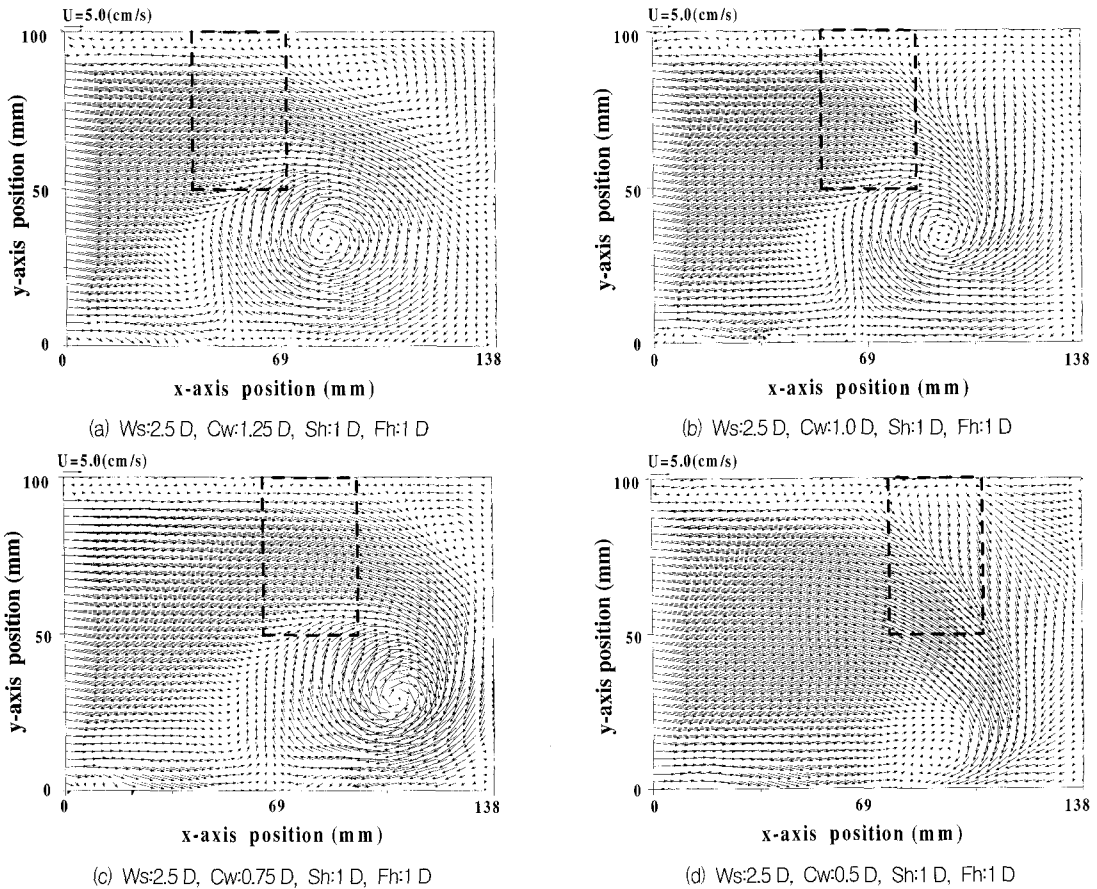 U=5.0(cm/s)
100
50
0
y-axis position (mm)
0 69 138
x-axis position (mm)
(a) Ws:2.5 D, Cw:1.25 D, Sh:1 D, Fh:1 D
U=5.0(cm/s)
100
50
0
y-axis position (mm)
0 69 138
x-axis position (mm)
(b) Ws:2.5 D, Cw:1.0 D, Sh:1 D, Fh:1 D
U=5.0(cm/s)
100
50
0
y-axis position (mm)
0 69 138
x-axis position (mm)
(c) Ws:2.5 D, Cw:0.75 D, Sh:1 D, Fh:1 D
U=5.0(cm/s)
100
50
0
y-axis position (mm)
0 69 138
x-axis position (mm)
(d) Ws:2.5 D, Cw:0.5 D, Sh:1 D, Fh:1 D